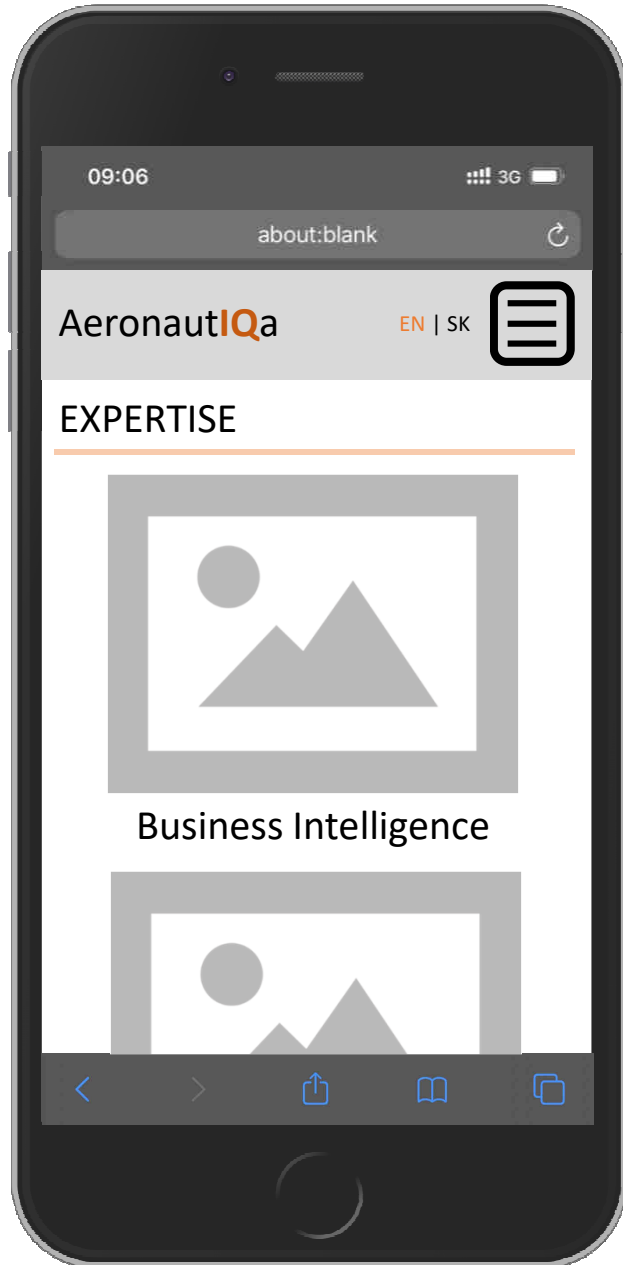 09:06 3G
about:blank
AeronautIQa EN | SK
EXPERTISE
Business Intelligence